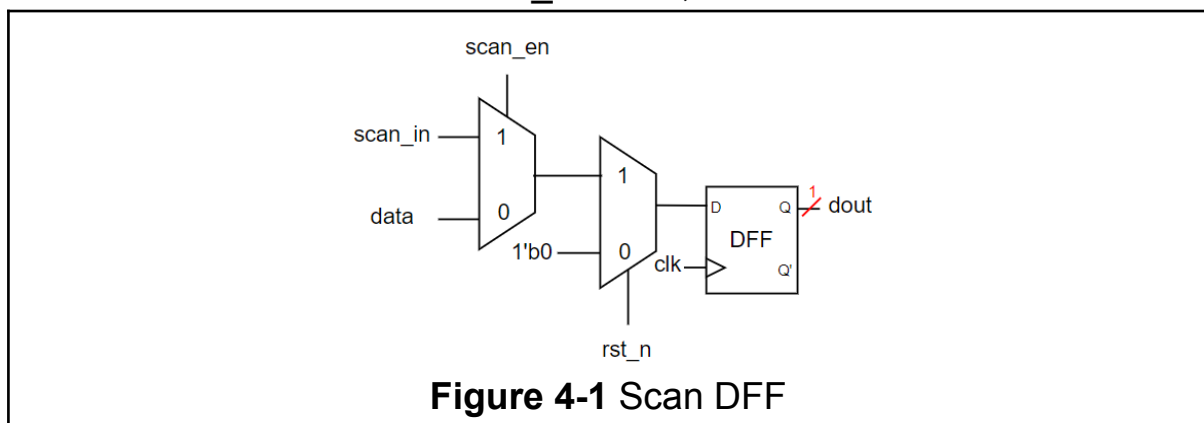 scan_en
scan_in
1
data
0
1
1'b0
0
rst_n
D
Q
1
dout
DFF
clk
Q'
Figure 4-1 Scan DFF